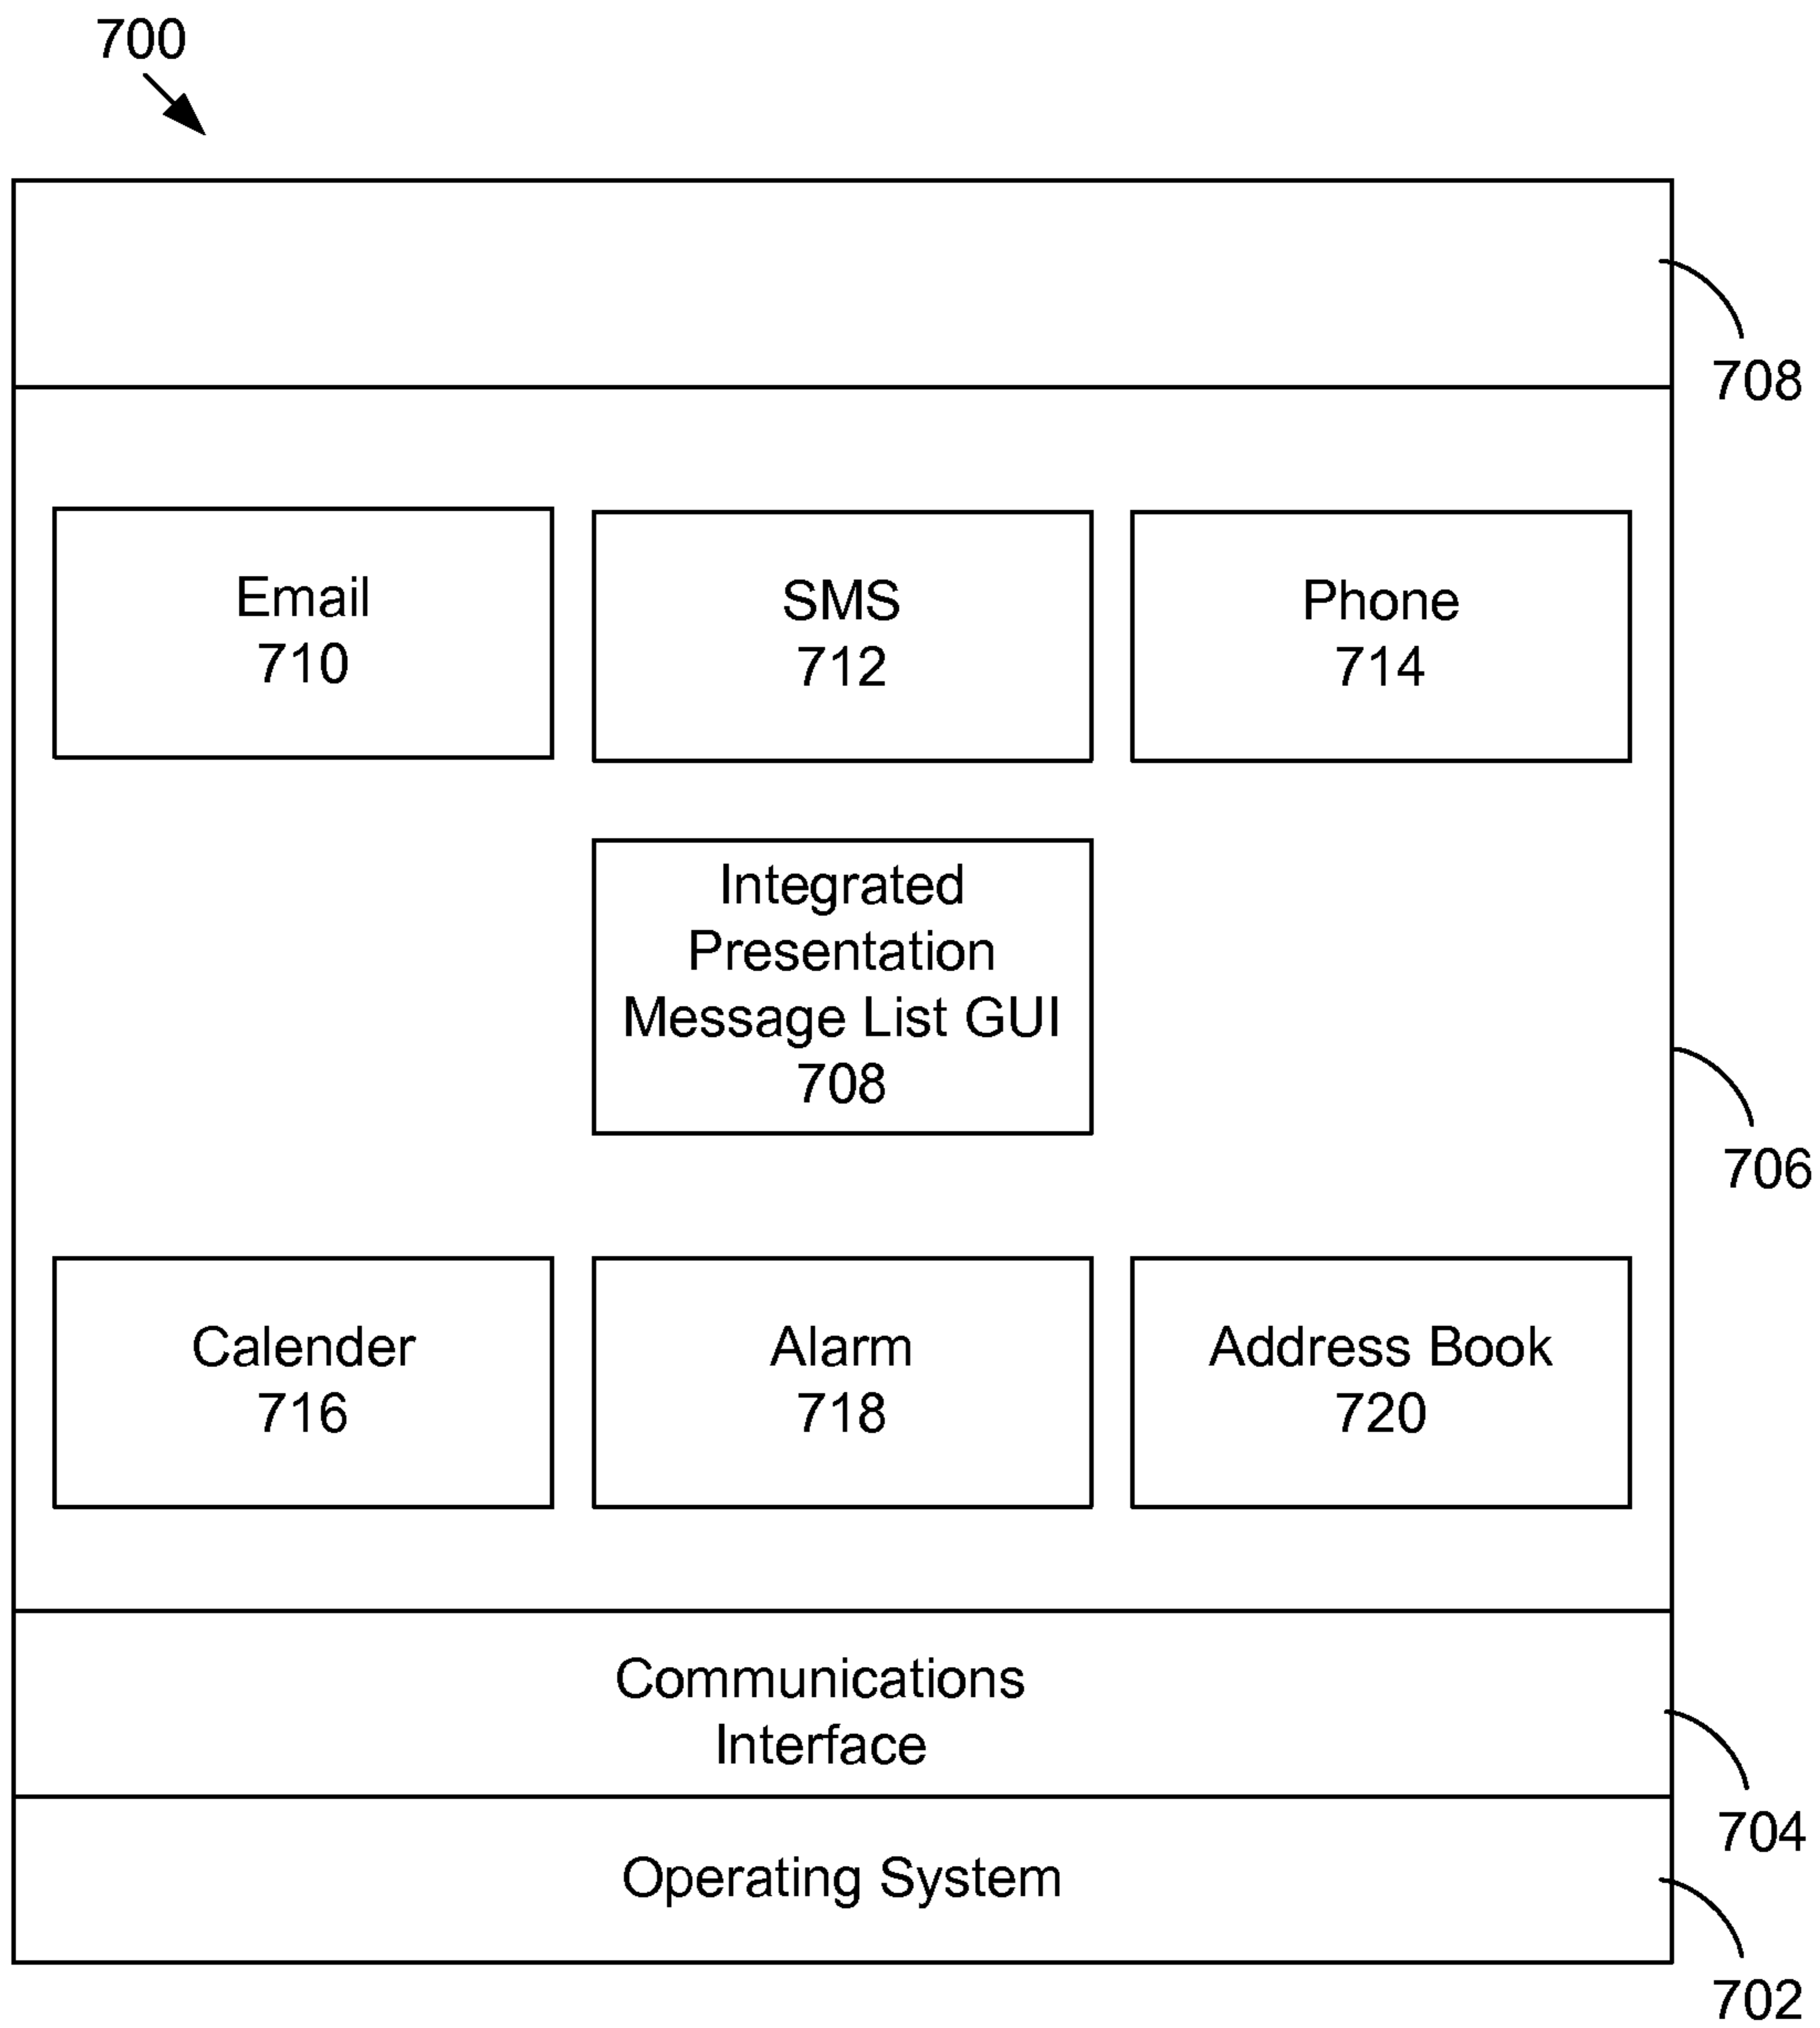 700
708
Email
710
SMS
712
Phone
714
Integrated
Presentation
Message List GUI
708
706
Calender
716
Alarm
718
Address Book
720
Communications
Interface
704
Operating System
702